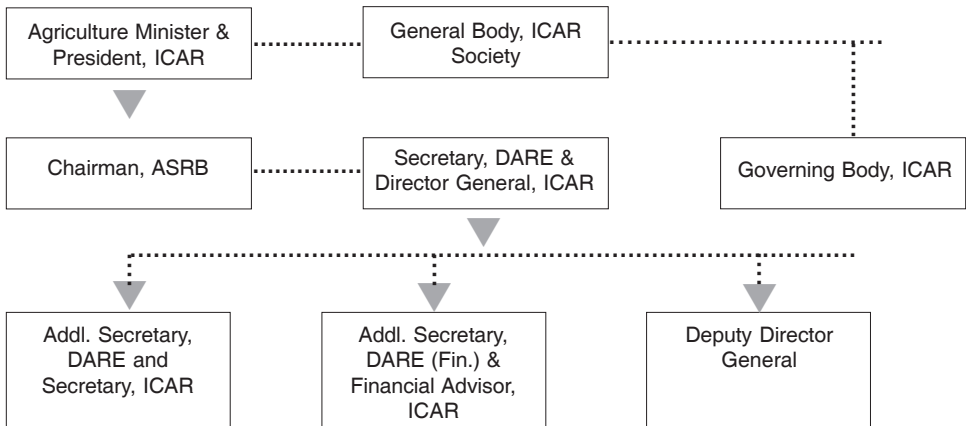 Agriculture Minister &
President, ICAR
General Body, ICAR
Society
Chairman, ASRB
Secretary, DARE &
Director General, ICAR
Governing Body, ICAR
Addl. Secretary,
DARE and
Secretary, ICAR
Addl. Secretary,
DARE (Fin.) &
Financial Advisor,
ICAR
Deputy Director
General